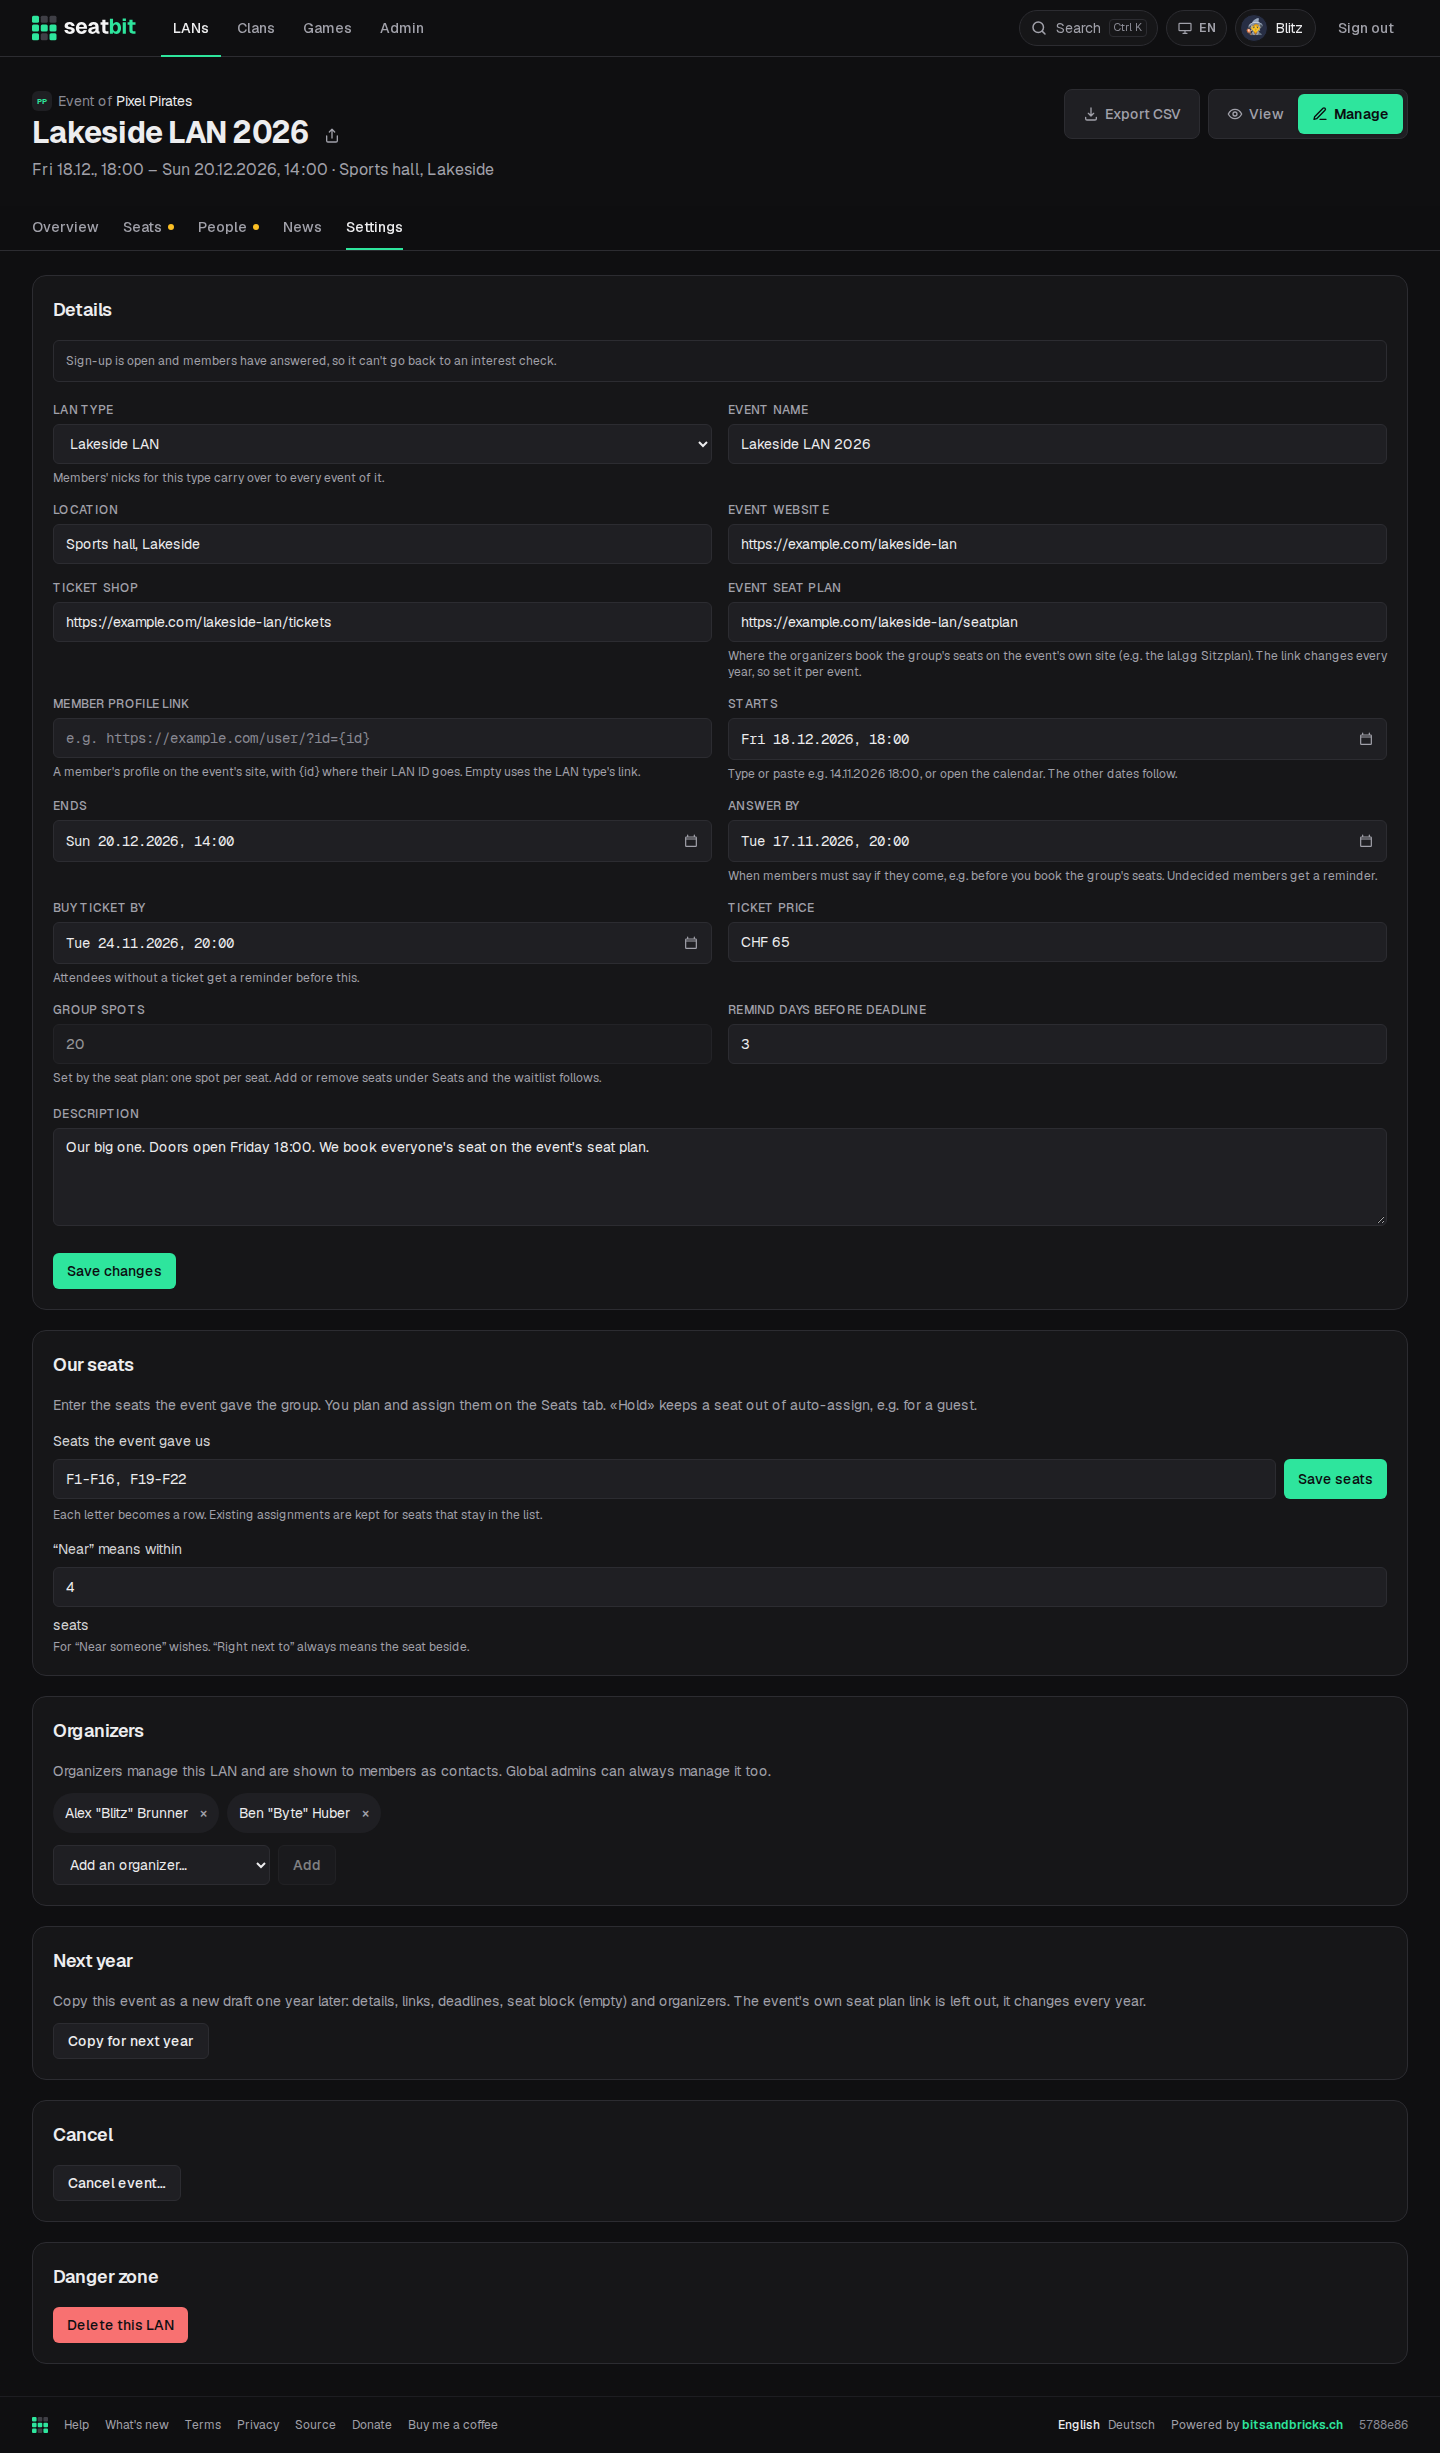 seatbit LANs Clans Games Admin Search Ctrl K EN Blitz Sign out
PP Event of Pixel Pirates
Lakeside LAN 2026
Export CSV View Manage
Fri 18.12., 18:00 – Sun 20.12.2026, 14:00 · Sports hall, Lakeside
Overview Seats People News Settings
Details
Sign-up is open and members have answered, so it can't go back to an interest check.
LAN TYPE
Lakeside LAN
Members' nicks for this type carry over to every event of it.
EVENT NAME
Lakeside LAN 2026
LOCATION
Sports hall, Lakeside
EVENT WEBSITE
https://example.com/lakeside-lan
TICKET SHOP
https://example.com/lakeside-lan/tickets
EVENT SEAT PLAN
https://example.com/lakeside-lan/seatplan
Where the organizers book the group's seats on the event's own site (e.g. the lal.gg Sitzplan). The link changes every
year, so set it per event.
MEMBER PROFILE LINK
e.g. https://example.com/user/?id={id}
A member's profile on the event's site, with {id} where their LAN ID goes. Empty uses the LAN type's link.
STARTS
Fri 18.12.2026, 18:00
Type or paste e.g. 14.11.2026 18:00, or open the calendar. The other dates follow.
ENDS
Sun 20.12.2026, 14:00
ANSWER BY
Tue 17.11.2026, 20:00
When members must say if they come, e.g. before you book the group's seats. Undecided members get a reminder.
BUY TICKET BY
Tue 24.11.2026, 20:00
Attendees without a ticket get a reminder before this.
TICKET PRICE
CHF 65
GROUP SPOTS
20
Set by the seat plan: one spot per seat. Add or remove seats under Seats and the waitlist follows.
REMIND DAYS BEFORE DEADLINE
3
DESCRIPTION
Our big one. Doors open Friday 18:00. We book everyone's seat on the event's seat plan.
Save changes
Our seats
Enter the seats the event gave the group. You plan and assign them on the Seats tab. «Hold» keeps a seat out of auto-assign, e.g. for a guest.
Seats the event gave us
F1-F16, F19-F22
Save seats
Each letter becomes a row. Existing assignments are kept for seats that stay in the list.
“Near” means within
4
seats
For “Near someone” wishes. “Right next to” always means the seat beside.
Organizers
Organizers manage this LAN and are shown to members as contacts. Global admins can always manage it too.
Alex "Blitz" Brunner × Ben "Byte" Huber ×
Add an organizer… Add
Next year
Copy this event as a new draft one year later: details, links, deadlines, seat block (empty) and organizers. The event's own seat plan link is left out, it changes every year.
Copy for next year
Cancel
Cancel event…
Danger zone
Delete this LAN
Help What's new Terms Privacy Source Donate Buy me a coffee English Deutsch Powered by bitsandbricks.ch 5788e86